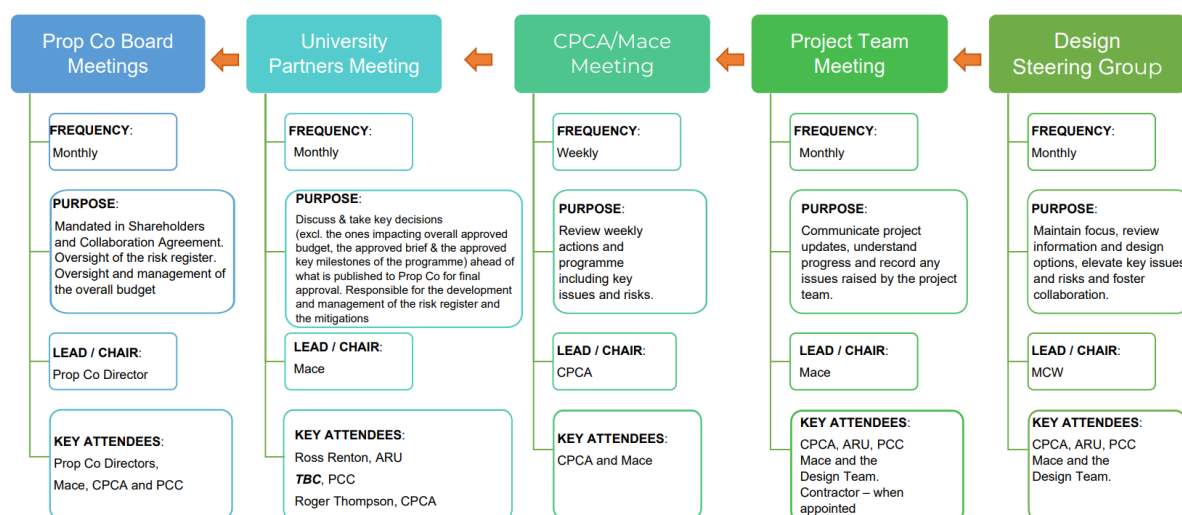 Prop Co Board
Meetings
FREQUENCY:
Monthly
PURPOSE:
Mandated in Shareholders
and Collaboration Agreement.
Oversight of the risk register.
Oversight and management of
the overall budget
LEAD / CHAIR:
Prop Co Director
KEY ATTENDEES:
Prop Co Directors,
Mace, CPCA and PCC
University
Partners Meeting
FREQUENCY:
Monthly
PURPOSE:
Discuss & take key decisions
(excl. the ones impacting overall approved
budget, the approved brief & the approved
key milestones of the programme) ahead of
what is published to Prop Co for final
approval. Responsible for the development
and management of the risk register and
the mitigations
LEAD / CHAIR:
Mace
KEY ATTENDEES:
Ross Renton, ARU
TBC, PCC
Roger Thompson, CPCA
CPCA/Mace
Meeting
FREQUENCY:
Weekly
PURPOSE:
Review weekly
actions and
programme
including key
issues and risks.
LEAD / CHAIR:
CPCA
KEY ATTENDEES:
CPCA and Mace
Project Team
Meeting
FREQUENCY:
Monthly
PURPOSE:
Communicate project
updates, understand
progress and record any
issues raised by the project
team.
LEAD / CHAIR:
Mace
KEY ATTENDEES:
CPCA, ARU, PCC
Mace and the
Design Team.
Contractor – when
appointed
Design
Steering Group
FREQUENCY:
Monthly
PURPOSE:
Maintain focus, review
information and design
options, elevate key issues
and risks and foster
collaboration.
LEAD / CHAIR:
MCW
KEY ATTENDEES:
CPCA, ARU, PCC
Mace and the
Design Team.